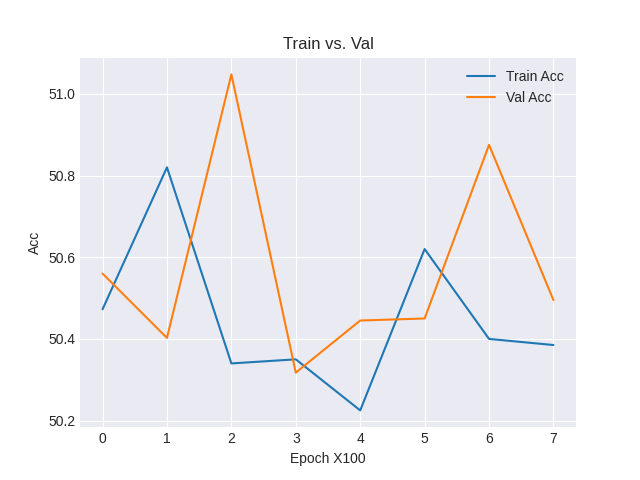 Train vs. Val
Train Acc
Val Acc
51.0
50.8
50.6
50.4
50.2
Acc
0 1 2 3 4 5 6 7
Epoch X100